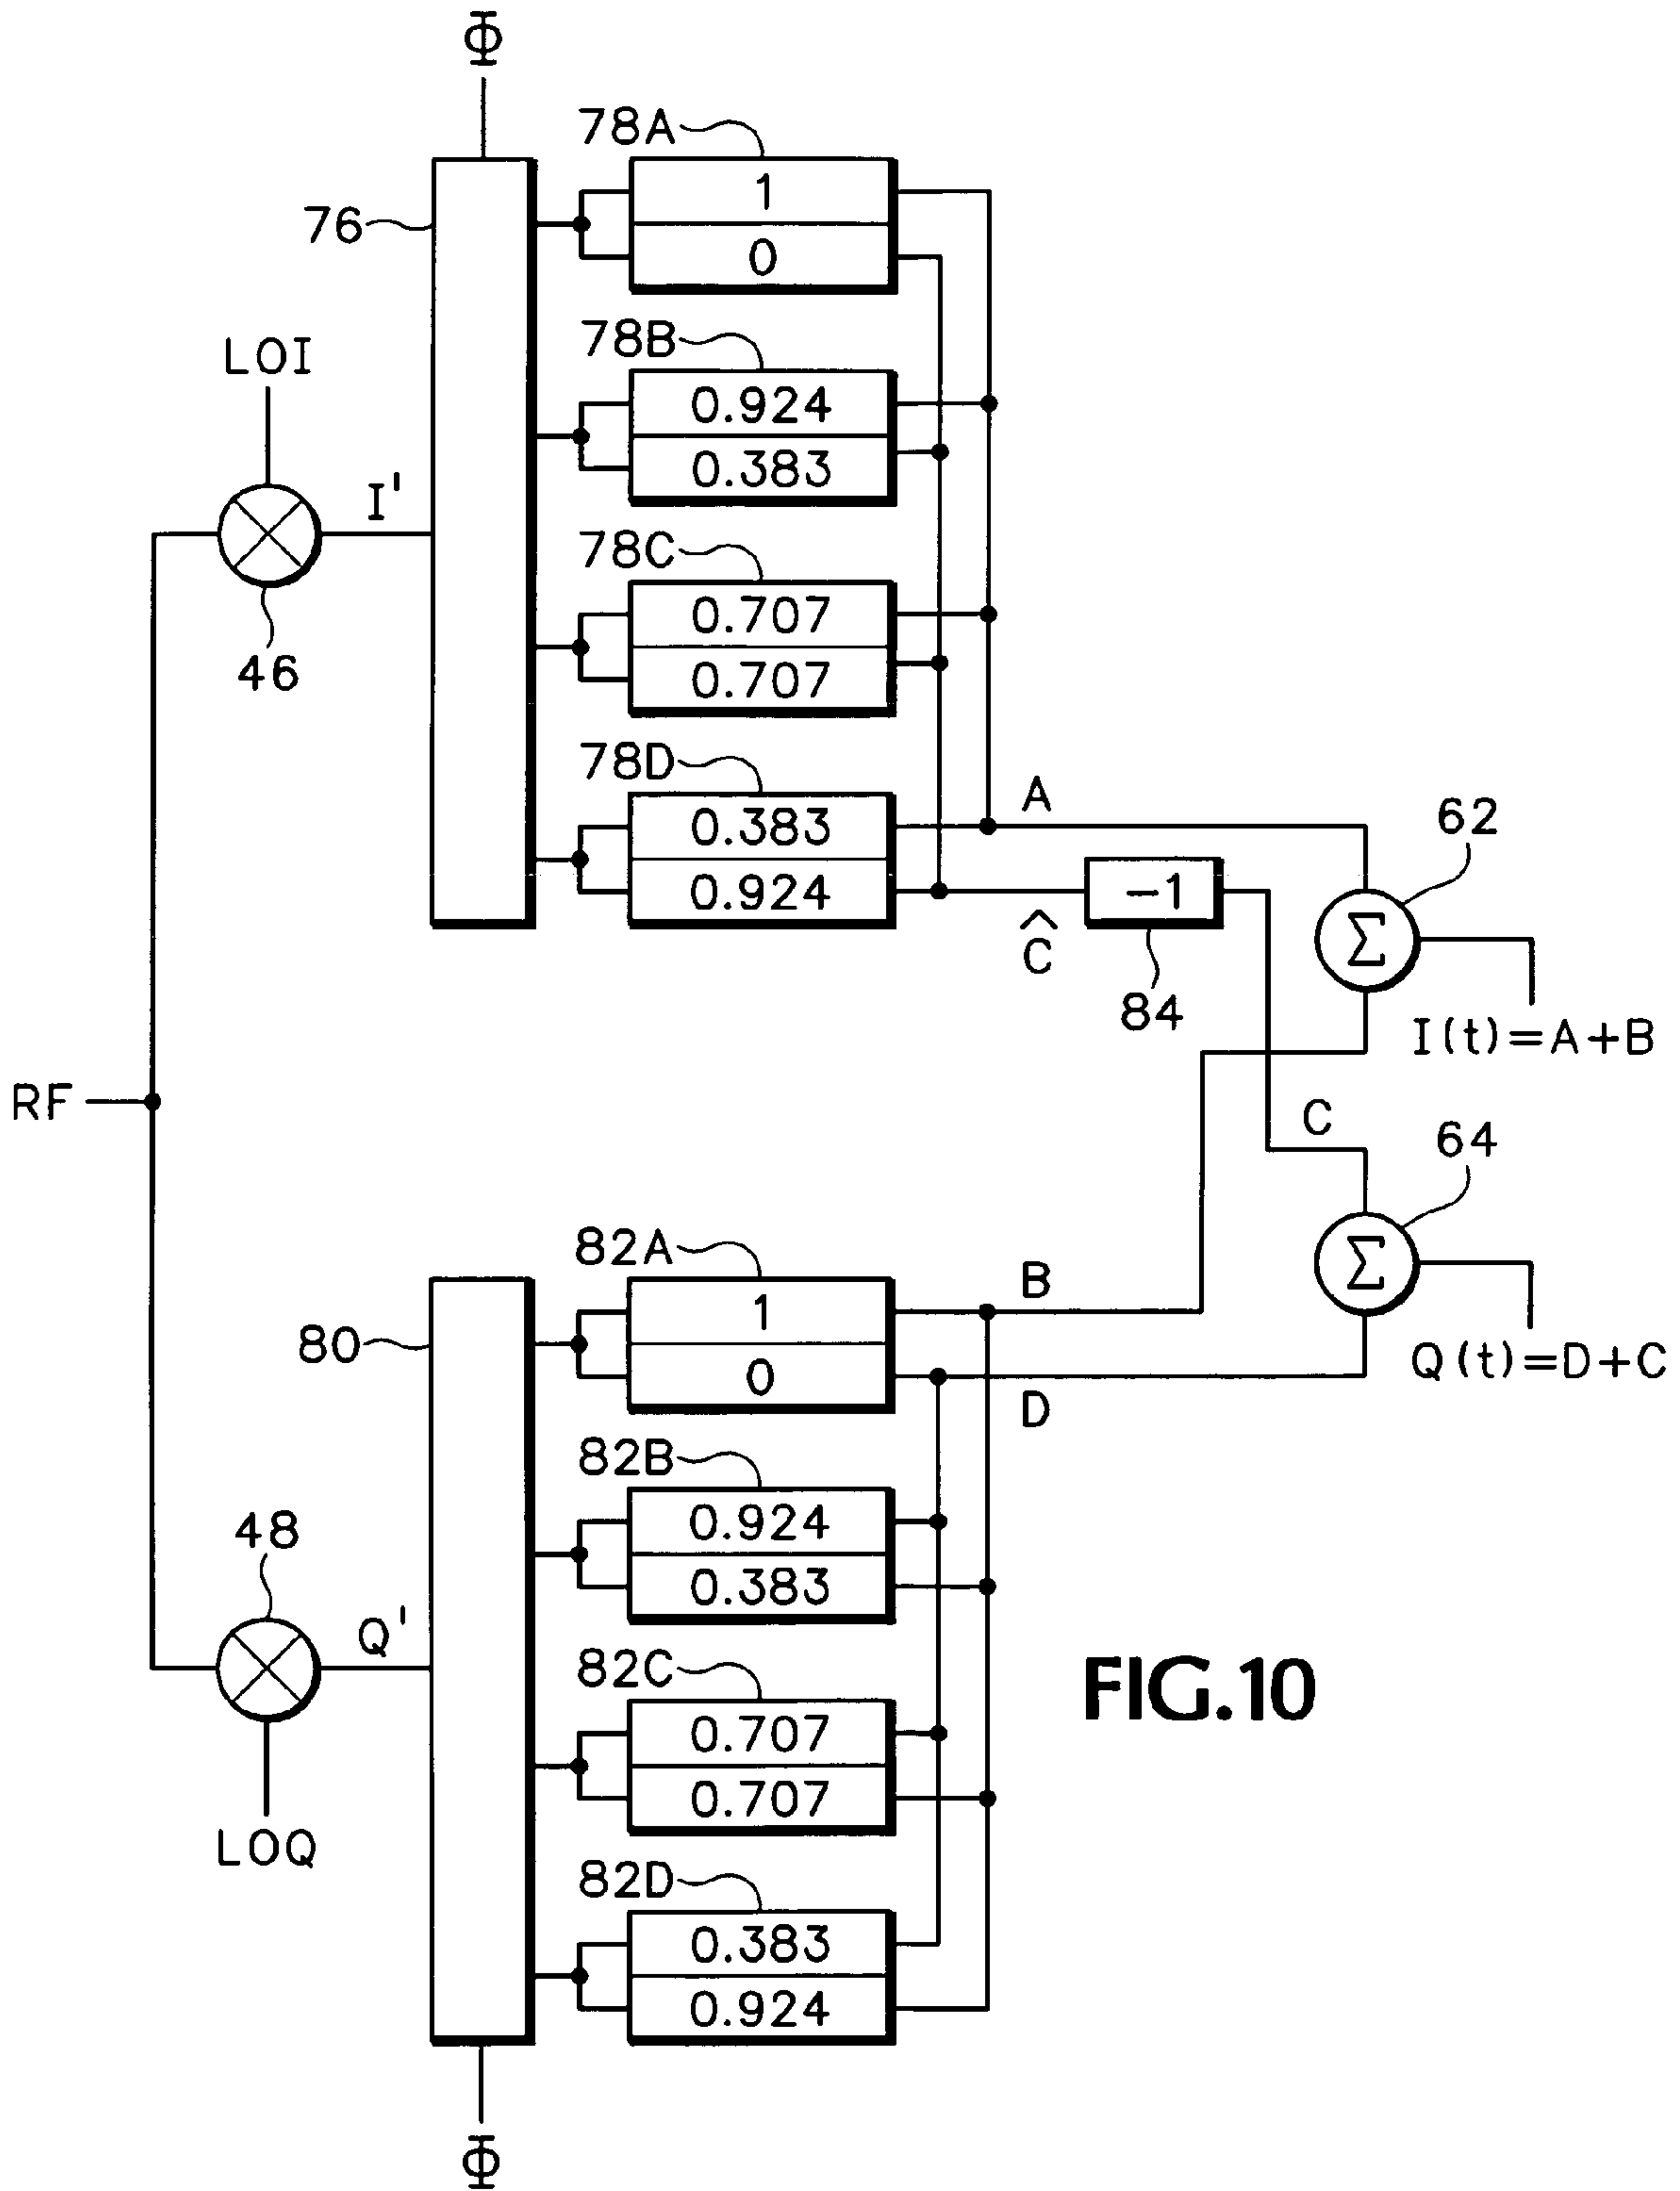 Φ
78A
1
0
76
78B
0.924
0.383
LOI
I'
46
78C
0.707
0.707
78D
0.383
0.924
A
Ĉ
-1
84
62
Σ
I(t)=A+B
RF
C
64
Σ
Q(t)=D+C
82A
1
0
B
D
80
82B
0.924
0.383
48
Q'
LOQ
82C
0.707
0.707
82D
0.383
0.924
FIG.10
Φ